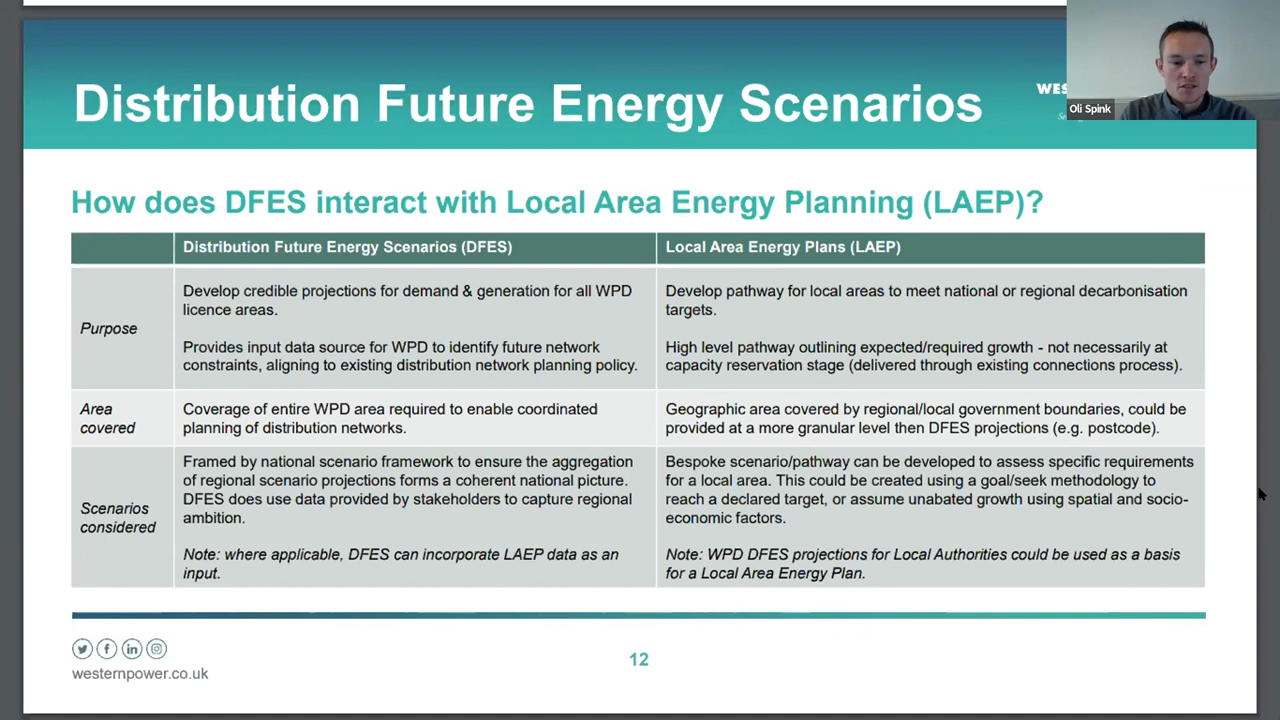 Distribution Future Energy Scenarios
WES
Oli Spink
How does DFES interact with Local Area Energy Planning (LAEP)?
Distribution Future Energy Scenarios (DFES)
Local Area Energy Plans (LAEP)
Purpose
Develop credible projections for demand & generation for all WPD
licence areas.
Provides input data source for WPD to identify future network
constraints, aligning to existing distribution network planning policy.
Develop pathway for local areas to meet national or regional decarbonisation
targets.
High level pathway outlining expected/required growth - not necessarily at
capacity reservation stage (delivered through existing connections process).
Area
covered
Coverage of entire WPD area required to enable coordinated
planning of distribution networks.
Geographic area covered by regional/local government boundaries, could be
provided at a more granular level then DFES projections (e.g. postcode).
Scenarios
considered
Framed by national scenario framework to ensure the aggregation
of regional scenario projections forms a coherent national picture.
DFES does use data provided by stakeholders to capture regional
ambition.
Note: where applicable, DFES can incorporate LAEP data as an
input.
Bespoke scenario/pathway can be developed to assess specific requirements
for a local area. This could be created using a goal/seek methodology to
reach a declared target, or assume unabated growth using spatial and socio-
economic factors.
Note: WPD DFES projections for Local Authorities could be used as a basis
for a Local Area Energy Plan.
westernpower.co.uk
12